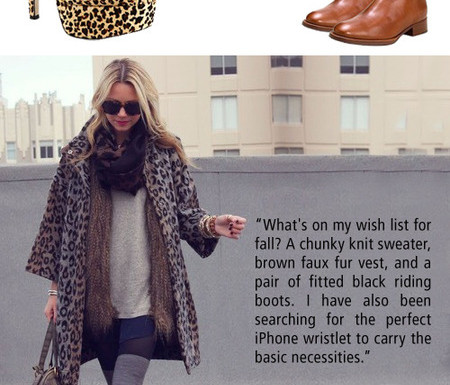 “What's on my wish list for
fall? A chunky knit sweater,
brown faux fur vest, and a
pair of fitted black riding
boots. I have also been
searching for the perfect
iPhone wristlet to carry the
basic necessities.”